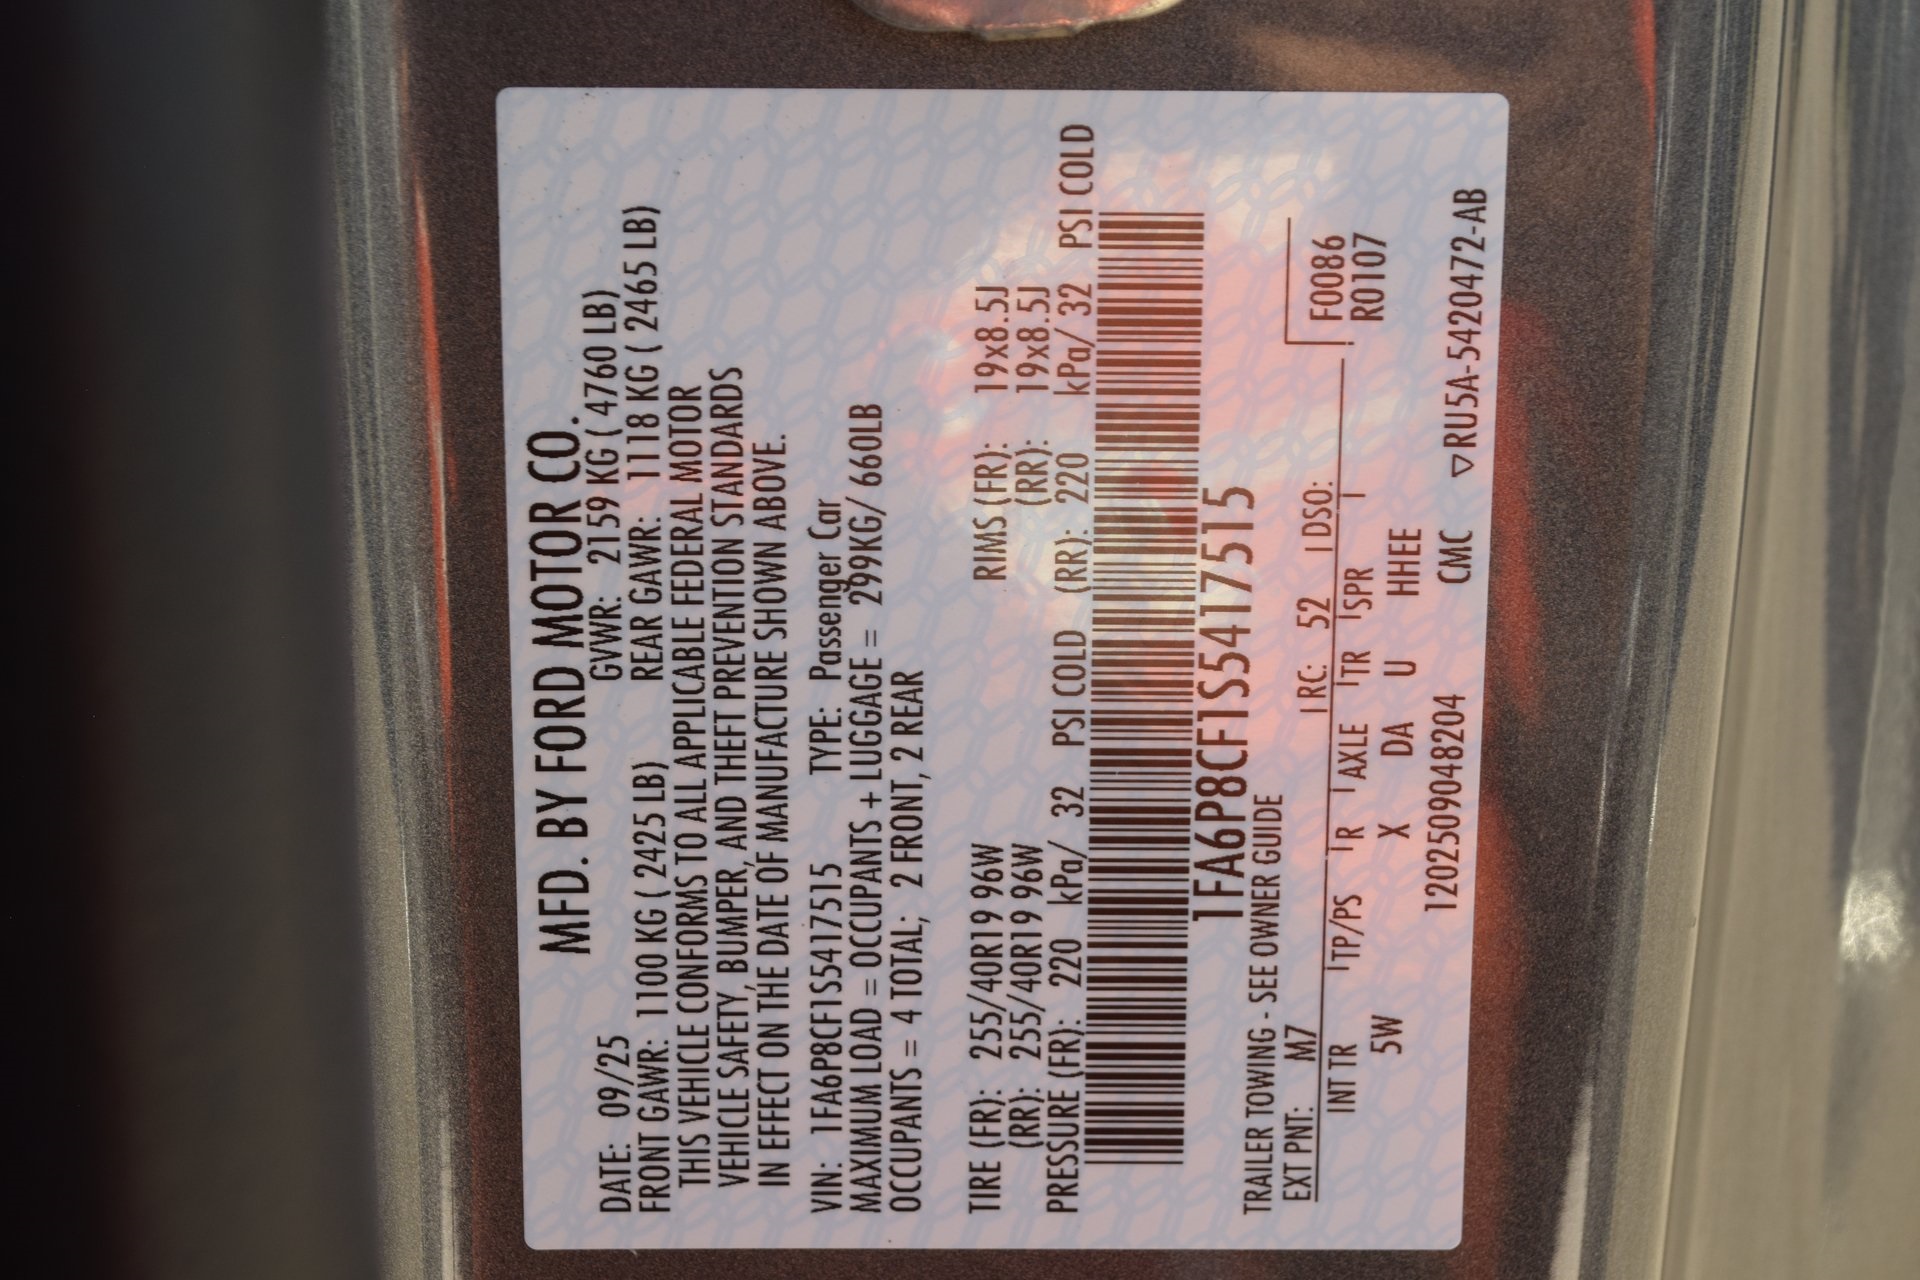 MFD. BY FORD MOTOR CO.
DATE: 09/25 GVWR: 2159 KG ( 4760 LB)
FRONT GAWR: 1100 KG ( 2425 LB) REAR GAWR: 1118 KG ( 2465 LB)
THIS VEHICLE CONFORMS TO ALL APPLICABLE FEDERAL MOTOR
VEHICLE SAFETY, BUMPER, AND THEFT PREVENTION STANDARDS
IN EFFECT ON THE DATE OF MANUFACTURE SHOWN ABOVE.
VIN: 1FA6P8CF1S5417515 TYPE: Passenger Car
MAXIMUM LOAD = OCCUPANTS + LUGGAGE = 299KG/ 660LB
OCCUPANTS = 4 TOTAL; 2 FRONT, 2 REAR
TIRE (FR): 255/40R19 96W RIMS (FR): 19x8.5J
(RR): 255/40R19 96W (RR): 19x8.5J
PRESSURE (FR): 220 kPa/ 32 PSI COLD (RR): 220 kPa/ 32 PSI COLD
1FA6P8CF1S5417515
TRAILER TOWING - SEE OWNER GUIDE
EXT PNT: M7 RC: 52 DSO: F0086
INT TR TP/PS R AXLE TR SPR R0107
5W X DA U HHEE
1202509048204 CMC ▽RU5A-5420472-AB